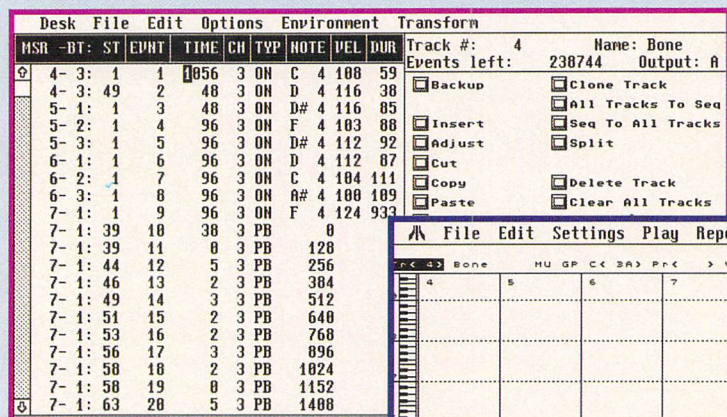 Desk File Edit Options Environment Transform
MSR -BT: ST EVNT TIME CH TYP NOTE VEL DUR
Track #: 4 Name: Bone
Events left: 238744 Output: A
4- 3: 1 1 1056 3 ON C 4 108 59
4- 3: 49 2 48 3 ON D 4 116 38
5- 1: 1 3 48 3 ON D# 4 116 85
5- 2: 1 4 96 3 ON F 4 103 88
5- 3: 1 5 96 3 ON D# 4 112 92
6- 1: 1 6 96 3 ON D 4 112 87
6- 2: 1 7 96 3 ON C 4 104 111
6- 3: 1 8 96 3 ON A# 4 100 109
7- 1: 1 9 96 3 ON F 4 124 933
7- 1: 39 10 38 3 PB 0
7- 1: 39 11 0 3 PB 128
7- 1: 44 12 5 3 PB 256
7- 1: 46 13 2 3 PB 384
7- 1: 49 14 3 3 PB 512
7- 1: 51 15 2 3 PB 640
7- 1: 53 16 2 3 PB 768
7- 1: 56 17 3 3 PB 896
7- 1: 58 18 2 3 PB 1024
7- 1: 58 19 0 3 PB 1152
7- 1: 63 20 5 3 PB 1408
Backup Clone Track
All Tracks To Seq
Insert Seq To All Tracks
Adjust Split
Cut
Copy Delete Track
Paste Clear All Tracks
File Edit Settings Play Repo
Tr< 4> Bone MU GP C< 3A> Pr< >
4 5 6 7